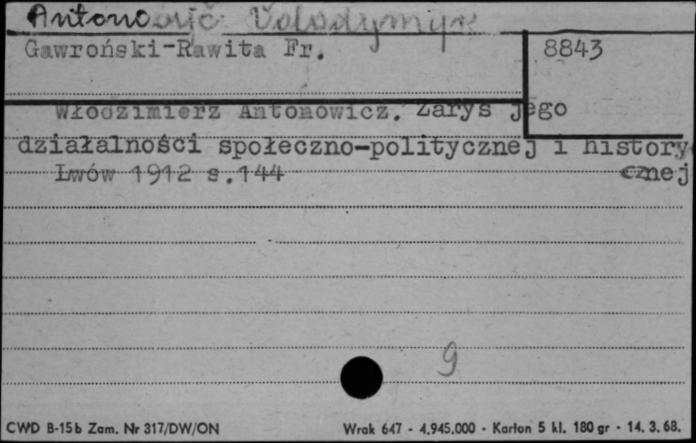 Antonovič Volodymyr
Gawroński-Rawita Fr.
8843
Włodzimierz Antonowicz. Zarys jego
działalności społeczno-politycznej i history
cznej
Lwów 1912 s.144
9
CWD B-15b Zam. Nr 317/DW/ON
Wrak 647 - 4.945.000 - Karton 5 kl. 180 gr - 14. 3. 68.